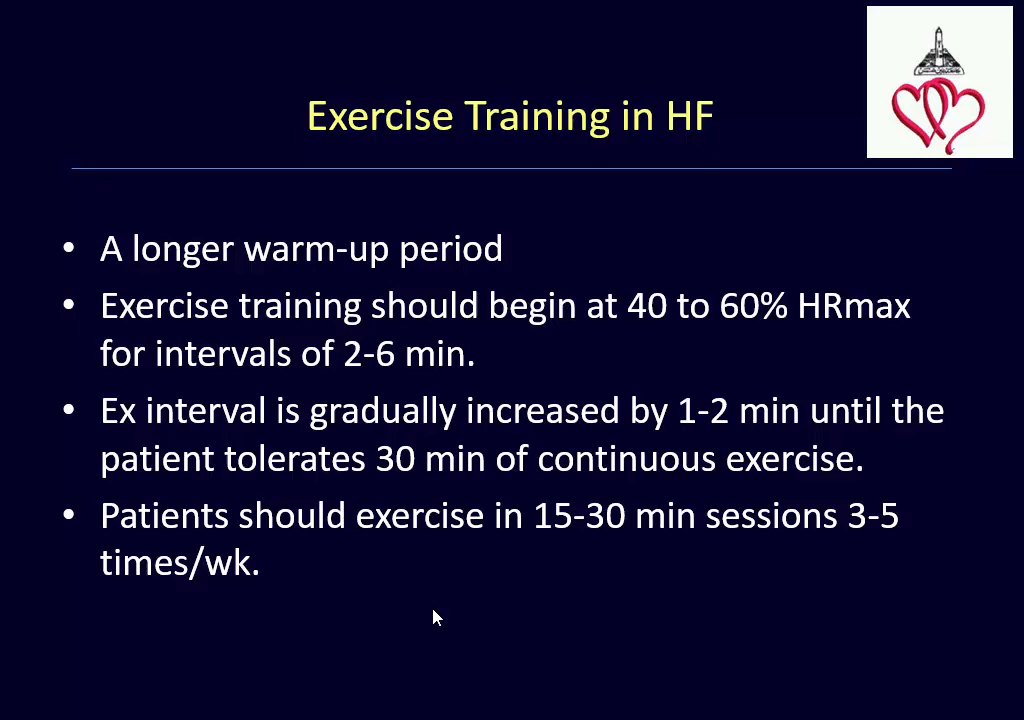 Exercise Training in HF
• A longer warm-up period
• Exercise training should begin at 40 to 60% HRmax
for intervals of 2-6 min.
• Ex interval is gradually increased by 1-2 min until the
patient tolerates 30 min of continuous exercise.
• Patients should exercise in 15-30 min sessions 3-5
times/wk.